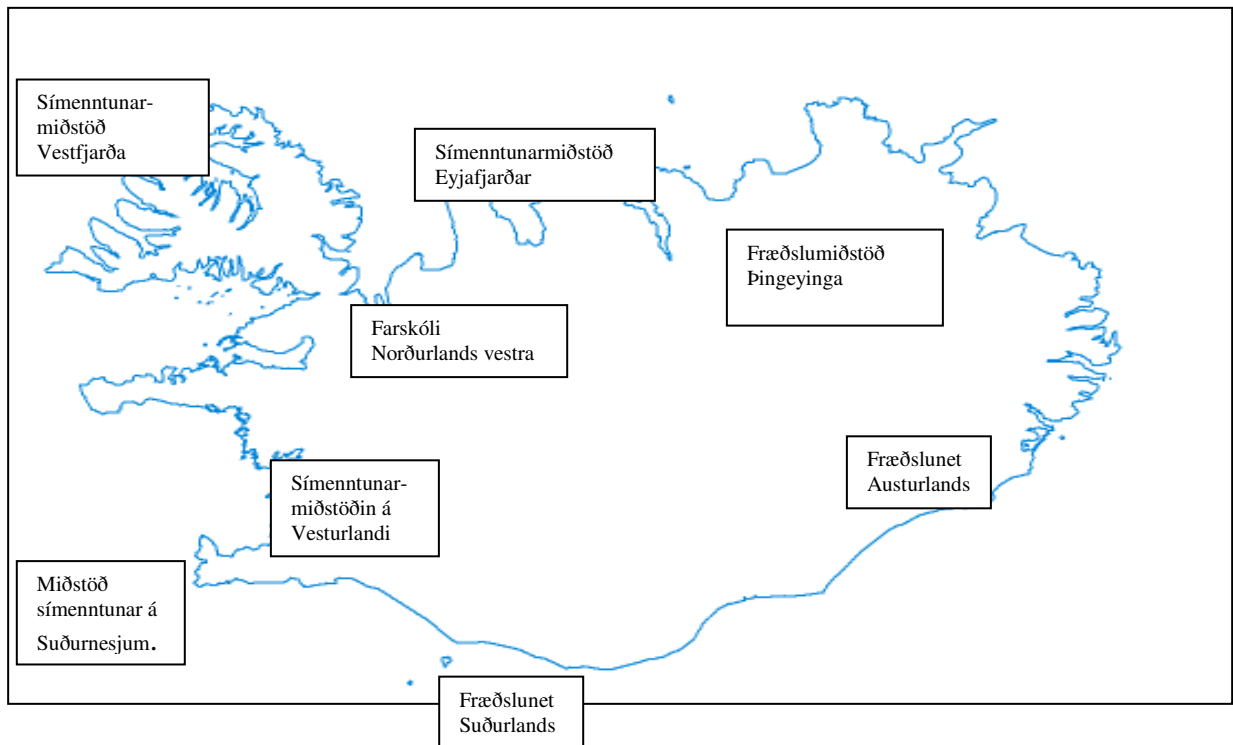 Símenntunar-
miðstöð
Vestfjarða
Símenntunarmiðstöð
Eyjafjarðar
Fræðslumiðstöð
Þingeyinga
Farskóli
Norðurlands vestra
Fræðslunet
Austurlands
Símenntunar-
miðstöðin á
Vesturlandi
Miðstöð
símenntunar á
Suðurnesjum.
Fræðslunet
Suðurlands